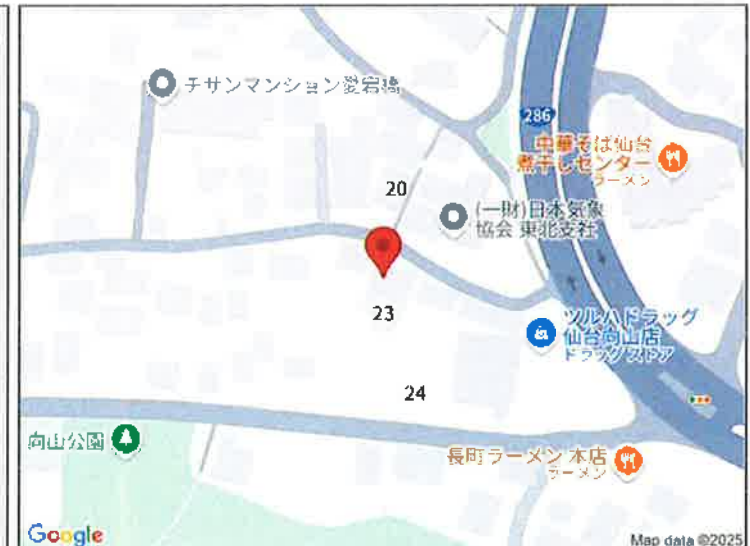 チサンマンション愛宕橋
286
中華そば仙台
煮干しセンター
ラーメン
20
(一財)日本気象
協会 東北支社
23
ツルハドラッグ
仙台向山店
ドラッグストア
24
向山公園
長町ラーメン 本店
ラーメン
Google
Map data ©2025